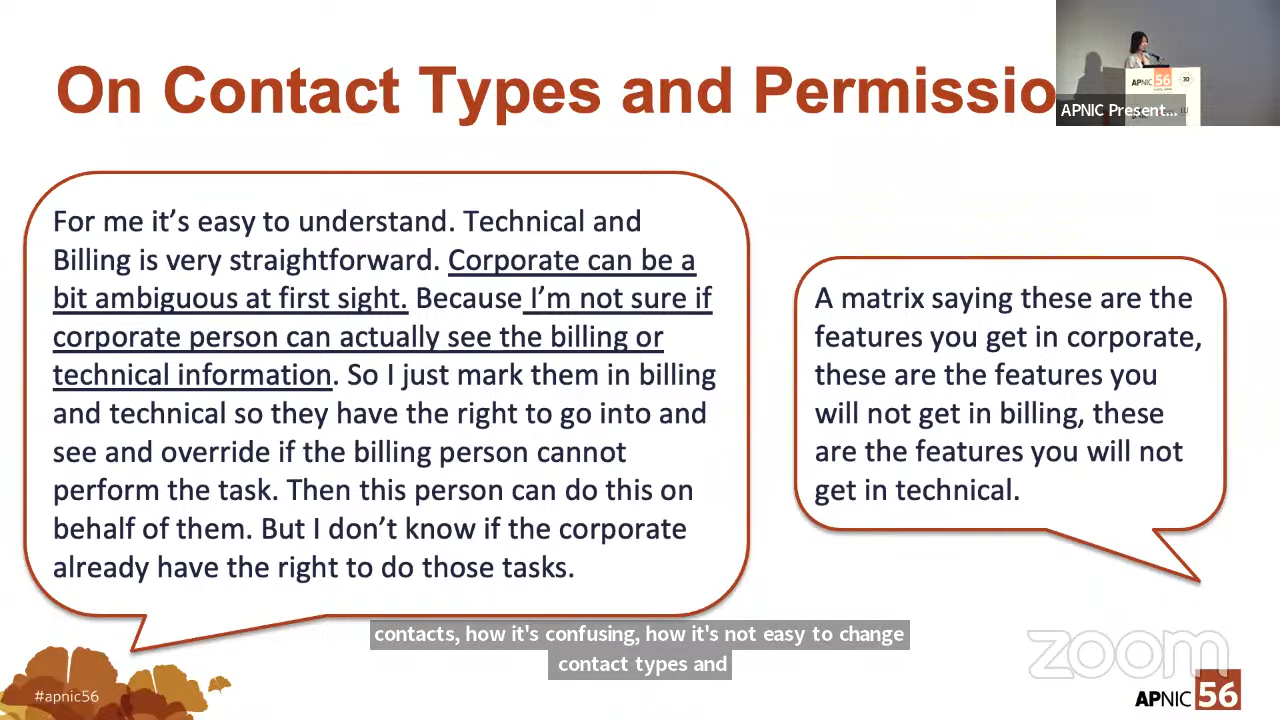 On Contact Types and Permissio
APNIC 56
APNIC Present...
For me it's easy to understand. Technical and
Billing is very straightforward. Corporate can be a
bit ambiguous at first sight. Because I'm not sure if
corporate person can actually see the billing or
technical information. So I just mark them in billing
and technical so they have the right to go into and
see and override if the billing person cannot
perform the task. Then this person can do this on
behalf of them. But I don't know if the corporate
already have the right to do those tasks.
A matrix saying these are the
features you get in corporate,
these are the features you
will not get in billing, these
are the features you will not
get in technical.
contacts, how it's confusing, how it's not easy to change
contact types and
#apnic56
zoom
APNIC 56